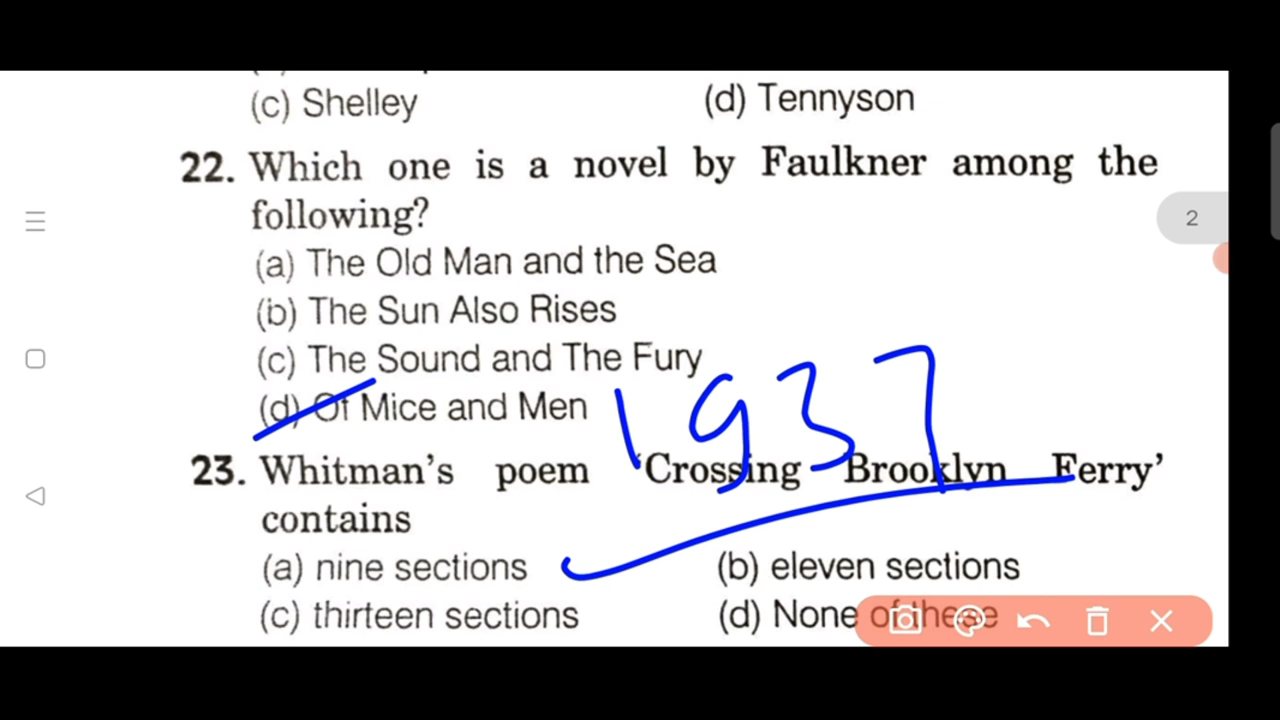 (c) Shelley (d) Tennyson
22. Which one is a novel by Faulkner among the
following?
2
(a) The Old Man and the Sea
(b) The Sun Also Rises
(c) The Sound and The Fury
(d) Of Mice and Men 1937
23. Whitman's poem 'Crossing Brooklyn Ferry'
contains
(a) nine sections (b) eleven sections
(c) thirteen sections (d) None of these